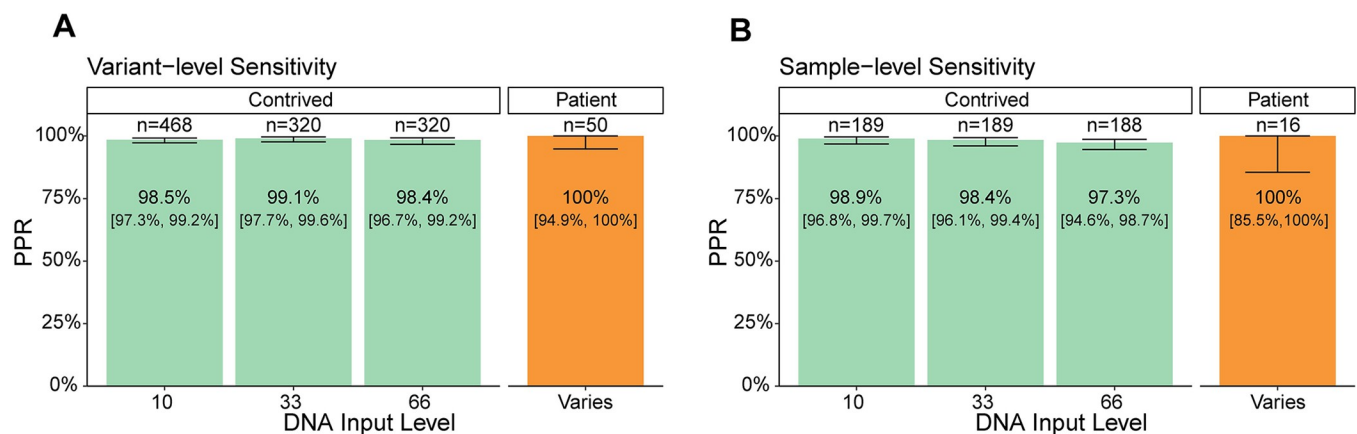 A
Variant−level Sensitivity
Contrived
Patient
n=468
n=320
n=320
n=50
100%
75%
50%
25%
0%
PPR
98.5%
[97.3%, 99.2%]
99.1%
[97.7%, 99.6%]
98.4%
[96.7%, 99.2%]
100%
[94.9%, 100%]
10
33
66
Varies
DNA Input Level
B
Sample−level Sensitivity
Contrived
Patient
n=189
n=189
n=188
n=16
100%
75%
50%
25%
0%
PPR
98.9%
[96.8%, 99.7%]
98.4%
[96.1%, 99.4%]
97.3%
[94.6%, 98.7%]
100%
[85.5%,100%]
10
33
66
Varies
DNA Input Level